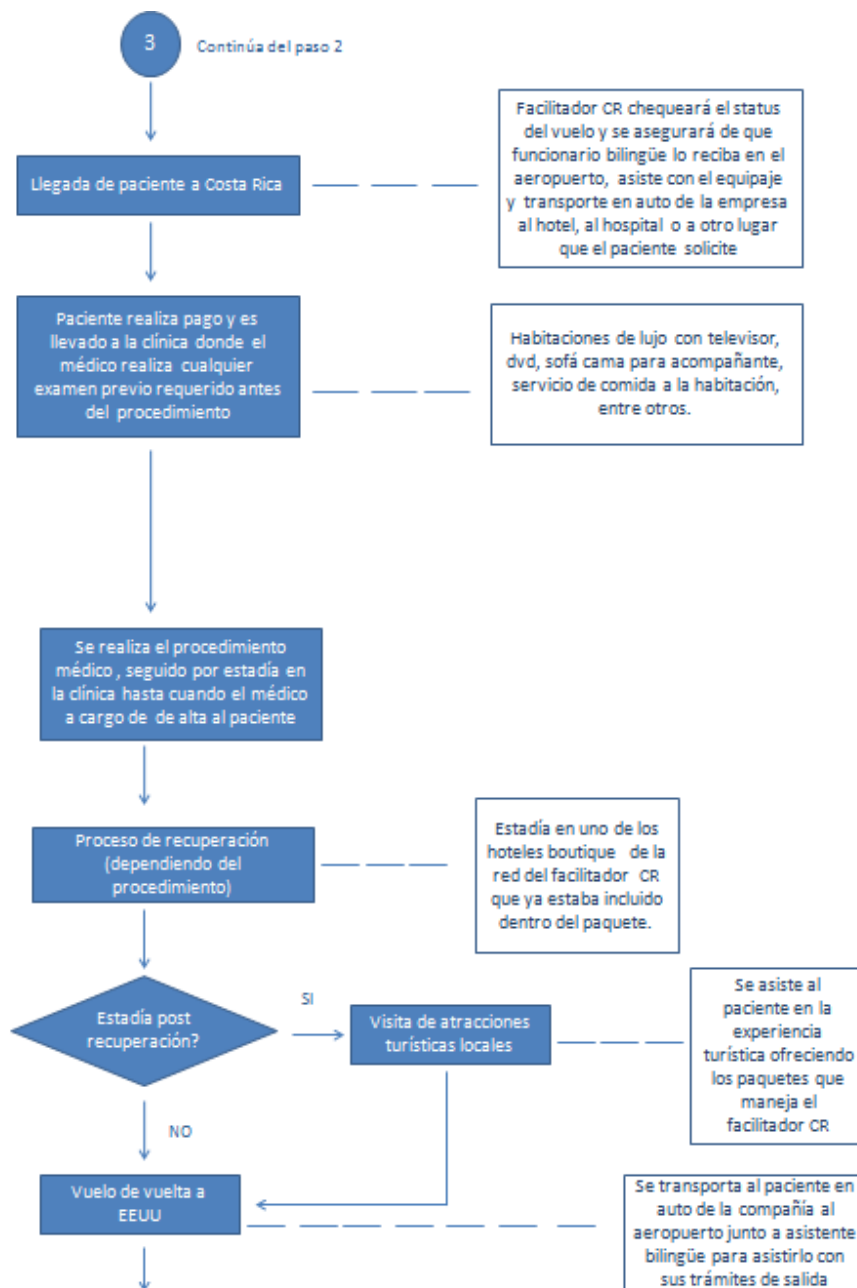 3
Continúa del paso 2
Llegada de paciente a Costa Rica
Facilitador CR chequeará el status
del vuelo y se asegurará de que
funcionario bilingüe lo reciba en el
aeropuerto, asiste con el equipaje
y transporte en auto de la empresa
al hotel, al hospital o a otro lugar
que el paciente solicite
Paciente realiza pago y es
llevado a la clínica donde el
médico realiza cualquier
examen previo requerido antes
del procedimiento
Habitaciones de lujo con televisor,
dvd, sofá cama para acompañante,
servicio de comida a la habitación,
entre otros.
Se realiza el procedimiento
médico , seguido por estadía en
la clínica hasta cuando el médico
a cargo de de alta al paciente
Proceso de recuperación
(dependiendo del
procedimiento)
Estadía en uno de los
hoteles boutique de la
red del facilitador CR
que ya estaba incluido
dentro del paquete.
Estadía post
recuperación?
SI
Visita de atracciones
turísticas locales
Se asiste al
paciente en la
experiencia
turística ofreciendo
los paquetes que
maneja el
facilitador CR
NO
Vuelo de vuelta a
EEUU
Se transporta al paciente en
auto de la compañía al
aeropuerto junto a asistente
bilingüe para asistirlo con
sus trámites de salida